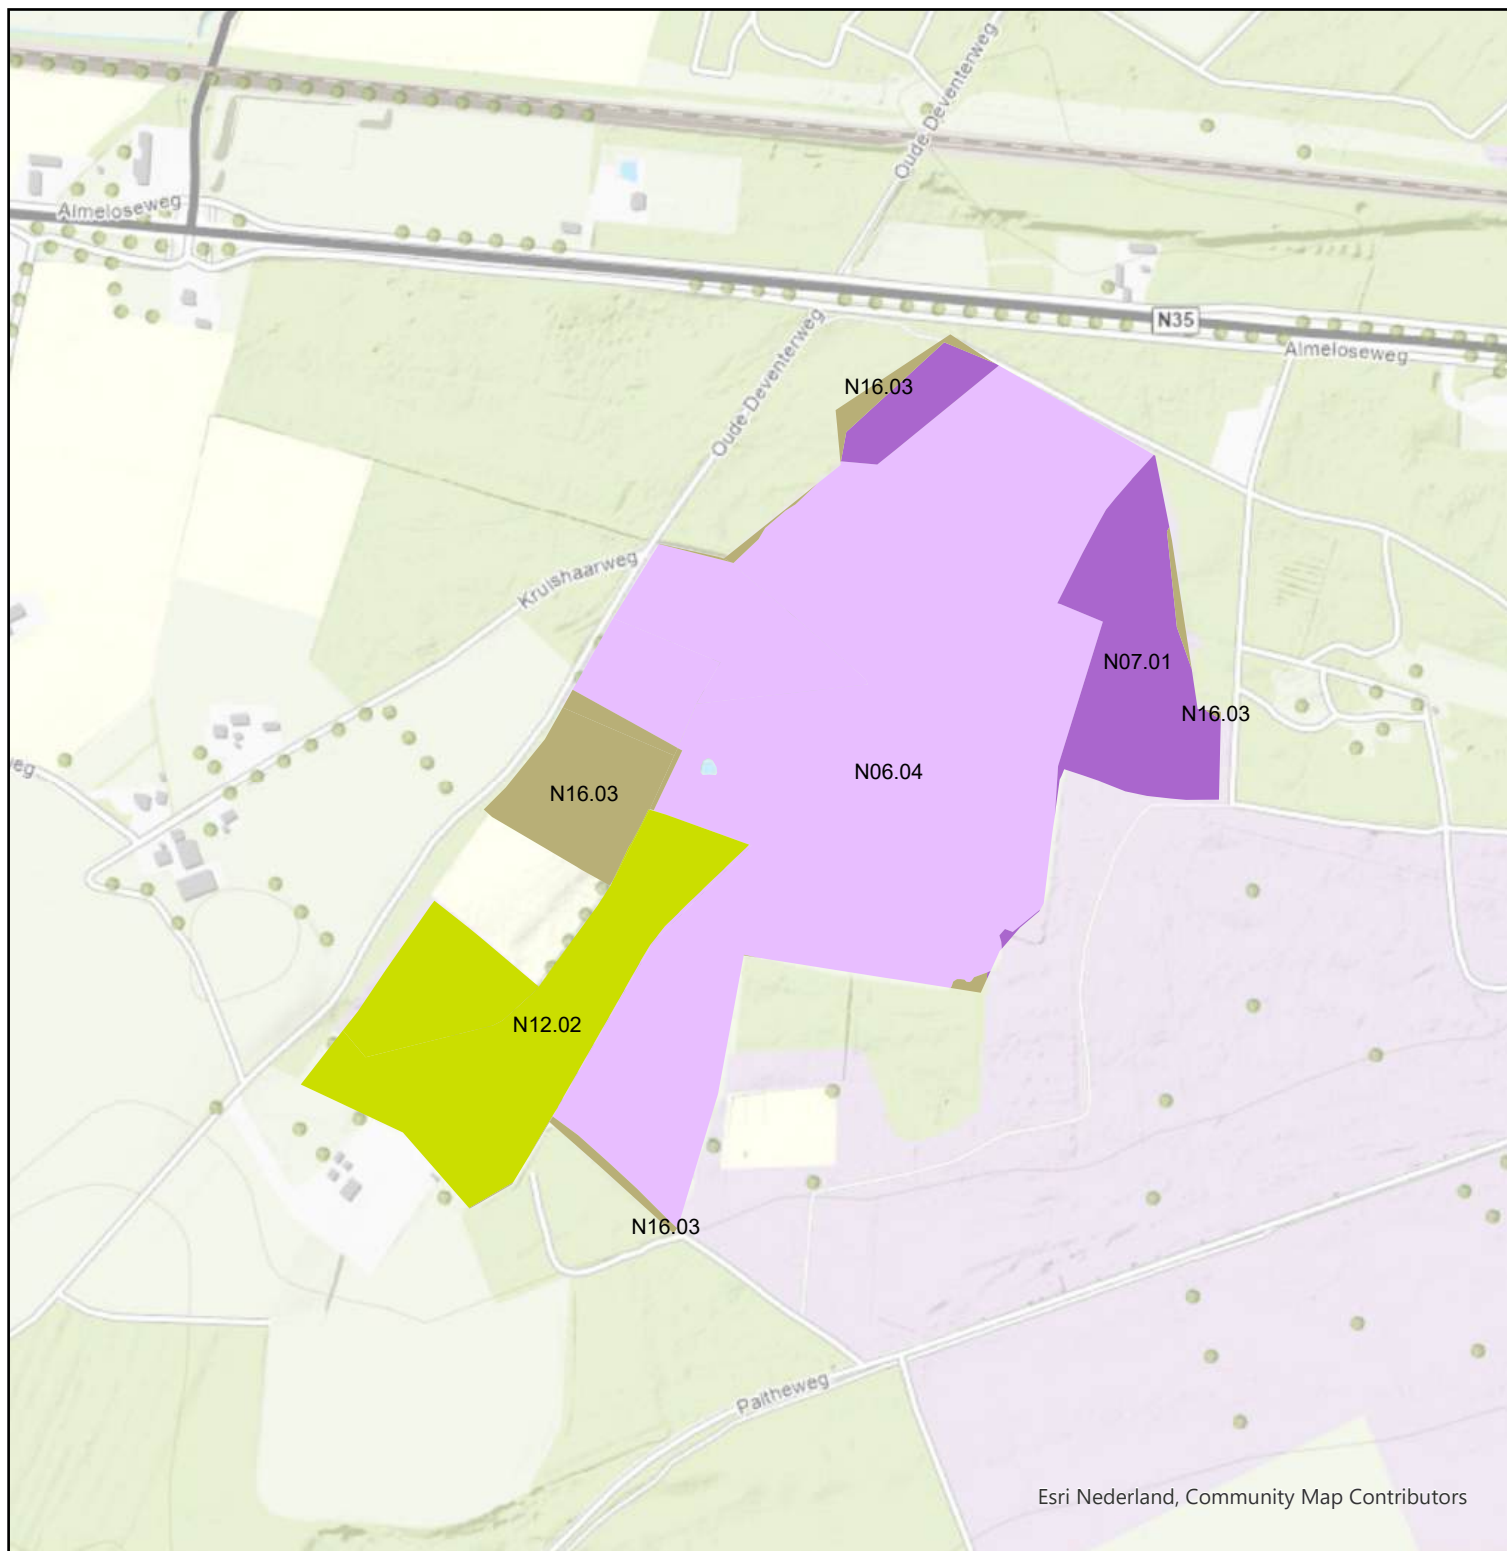 Oude Deventerweg
Almeloseweg
N35
Almeloseweg
Oude-Deventerweg
N16.03
Kruishaarweg
N07.01
N16.03
eg
N06.04
N16.03
N12.02
N16.03
Paltheweg
Esri Nederland, Community Map Contributors